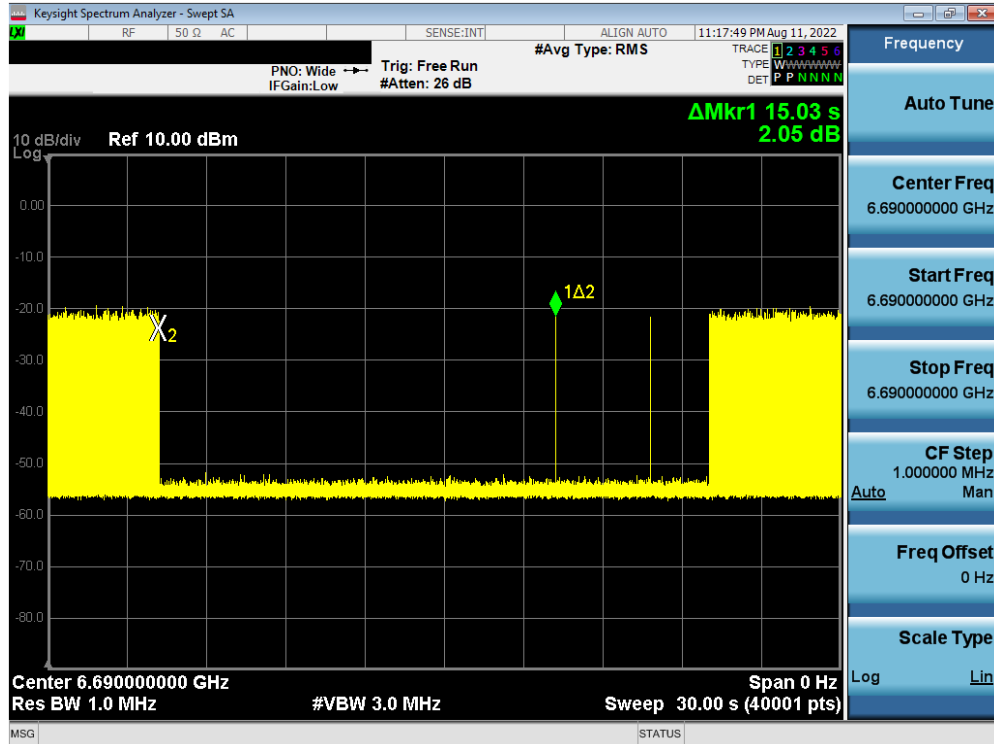 Keysight Spectrum Analyzer - Swept SA
LXI RF 50 Ω AC SENSE:INT ALIGN AUTO 11:17:49 PM Aug 11, 2022
#Avg Type: RMS
TRACE 1 2 3 4 5 6
TYPE WWWWWW
DET P P N N N N
PNO: Wide
IFGain:Low
Trig: Free Run
#Atten: 26 dB
ΔMkr1 15.03 s
2.05 dB
10 dB/div Ref 10.00 dBm
Log
0.00
-10.0
-20.0
-30.0
-40.0
-50.0
-60.0
-70.0
-80.0
X2
1Δ2
Center 6.690000000 GHz Span 0 Hz
Res BW 1.0 MHz #VBW 3.0 MHz Sweep 30.00 s (40001 pts)
MSG STATUS
Frequency
Auto Tune
Center Freq
6.690000000 GHz
Start Freq
6.690000000 GHz
Stop Freq
6.690000000 GHz
CF Step
1.000000 MHz
Auto Man
Freq Offset
0 Hz
Scale Type
Log Lin